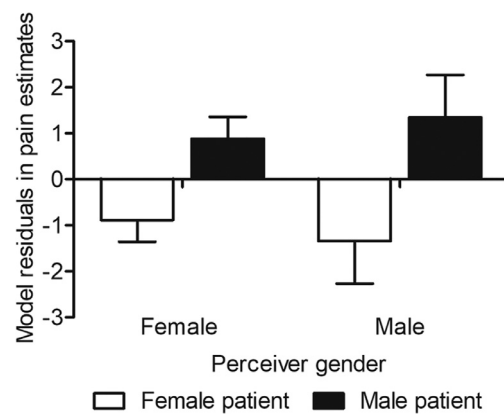 Model residuals in pain estimates
3
2
1
0
-1
-2
-3
Female Male
Perceiver gender
Female patient Male patient